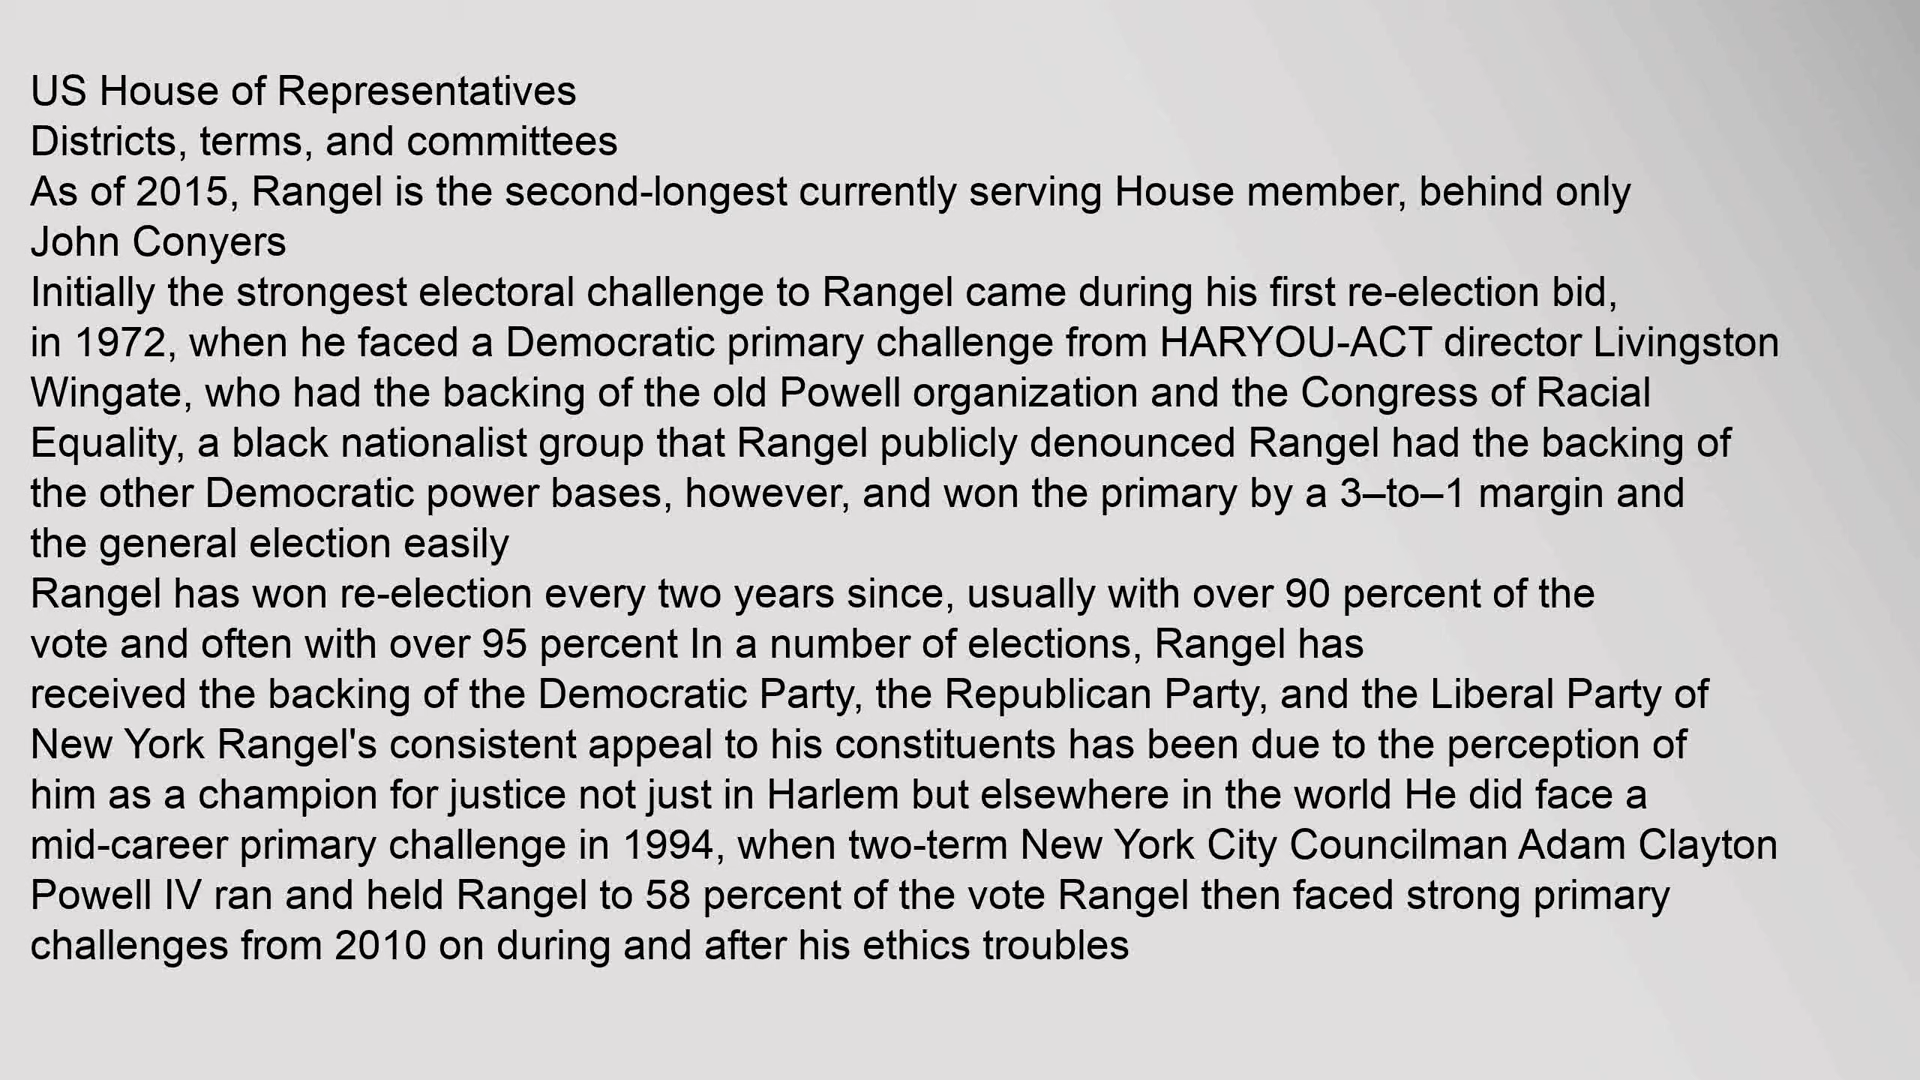 US House of Representatives
Districts, terms, and committees
As of 2015, Rangel is the second-longest currently serving House member, behind only
John Conyers
Initially the strongest electoral challenge to Rangel came during his first re-election bid,
in 1972, when he faced a Democratic primary challenge from HARYOU-ACT director Livingston
Wingate, who had the backing of the old Powell organization and the Congress of Racial
Equality, a black nationalist group that Rangel publicly denounced Rangel had the backing of
the other Democratic power bases, however, and won the primary by a 3–to–1 margin and
the general election easily
Rangel has won re-election every two years since, usually with over 90 percent of the
vote and often with over 95 percent In a number of elections, Rangel has
received the backing of the Democratic Party, the Republican Party, and the Liberal Party of
New York Rangel's consistent appeal to his constituents has been due to the perception of
him as a champion for justice not just in Harlem but elsewhere in the world He did face a
mid-career primary challenge in 1994, when two-term New York City Councilman Adam Clayton
Powell IV ran and held Rangel to 58 percent of the vote Rangel then faced strong primary
challenges from 2010 on during and after his ethics troubles